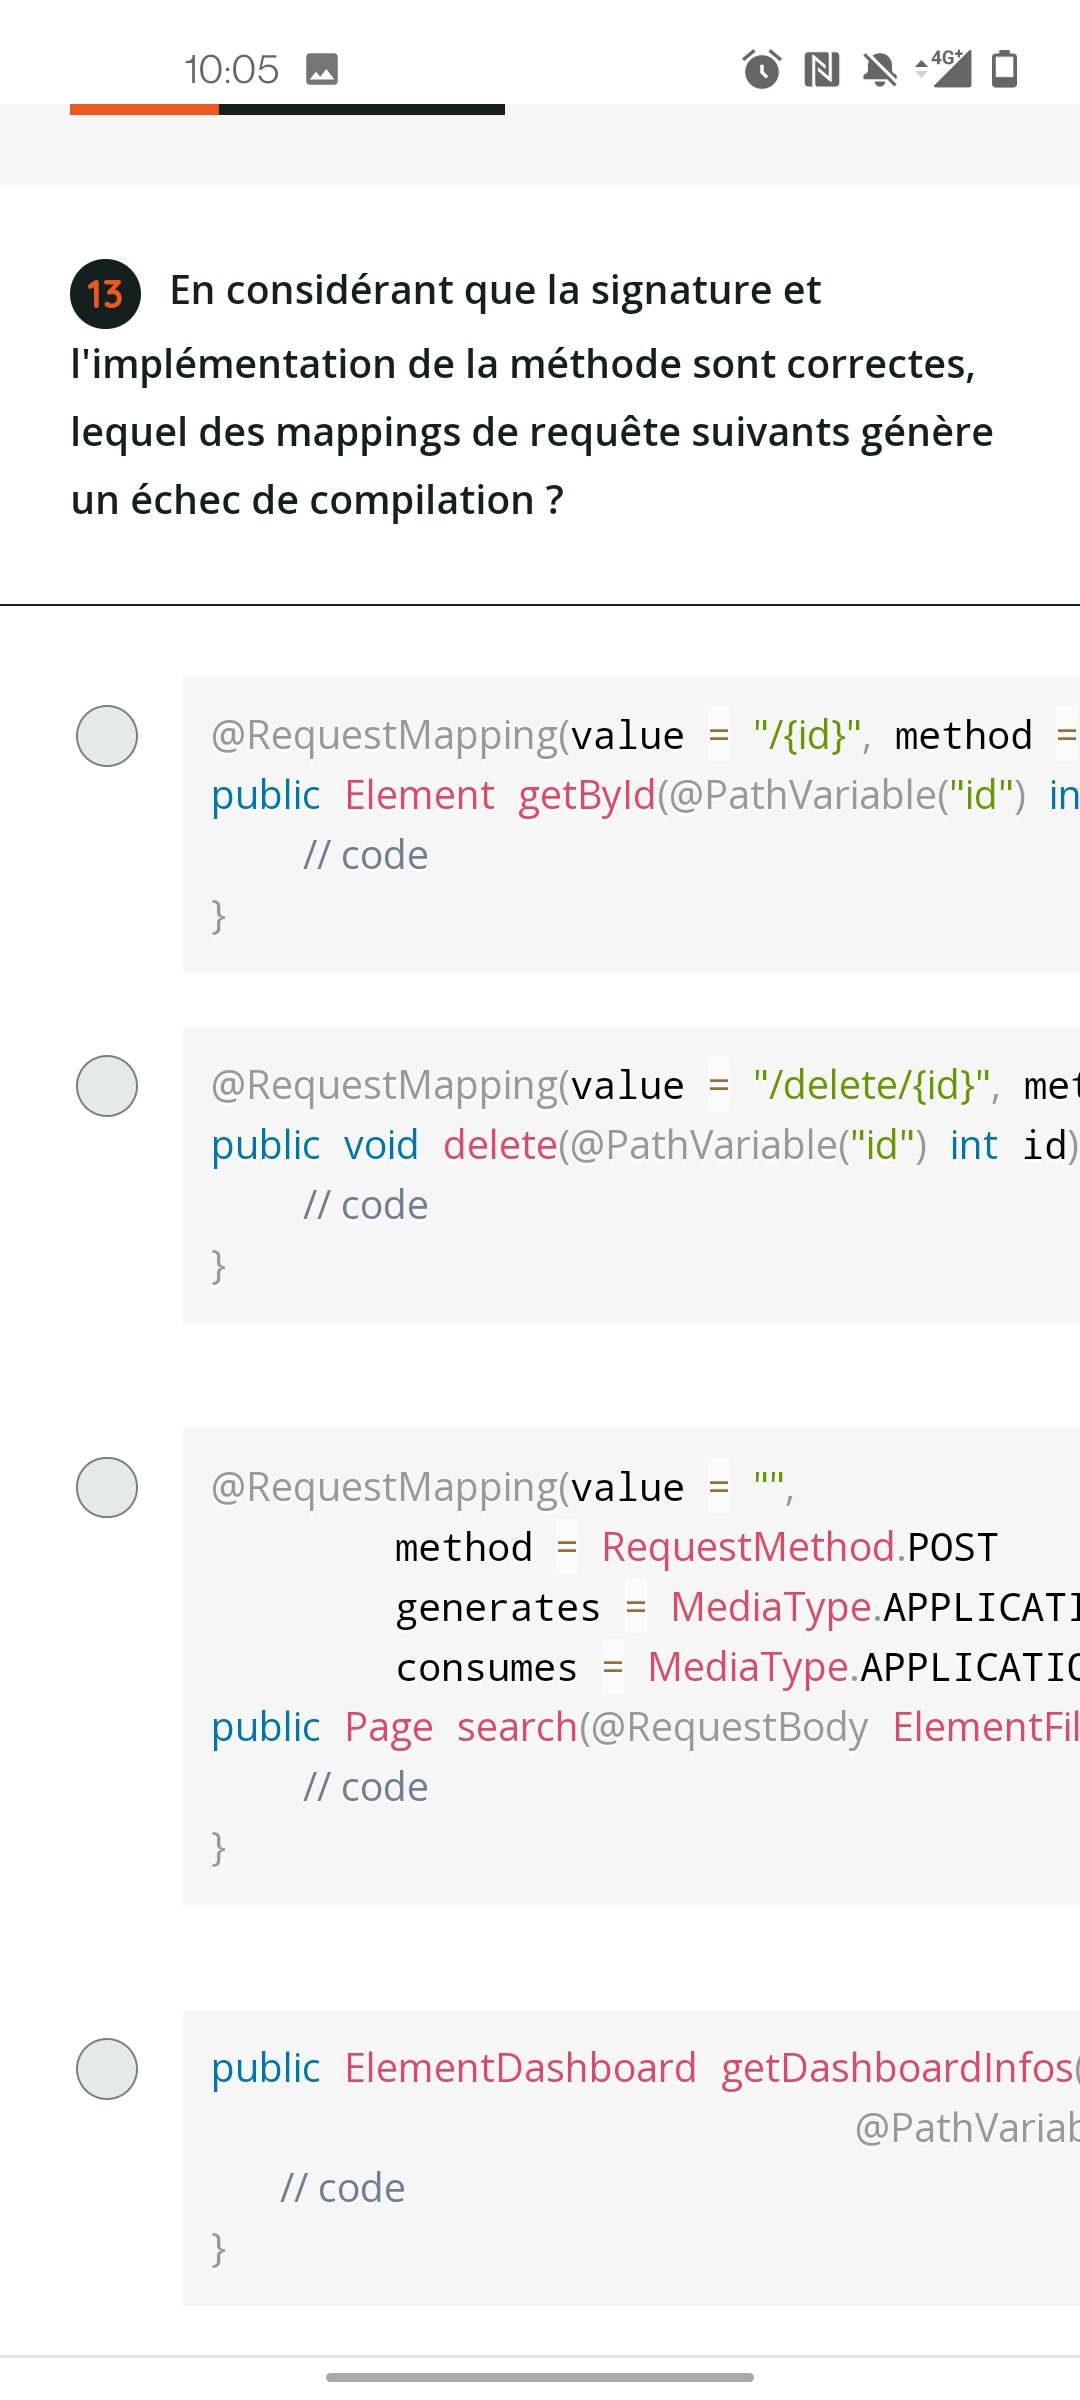 10:05 4G+
13 En considérant que la signature et
l'implémentation de la méthode sont correctes,
lequel des mappings de requête suivants génère
un échec de compilation ?
@RequestMapping(value = "/{id}", method =
public Element getById(@PathVariable("id") in
// code
}
@RequestMapping(value = "/delete/{id}", met
public void delete(@PathVariable("id") int id)
// code
}
@RequestMapping(value = "",
method = RequestMethod.POST
generates = MediaType.APPLICATI
consumes = MediaType.APPLICATIO
public Page search(@RequestBody ElementFil
// code
}
public ElementDashboard getDashboardInfos(
@PathVariab
// code
}